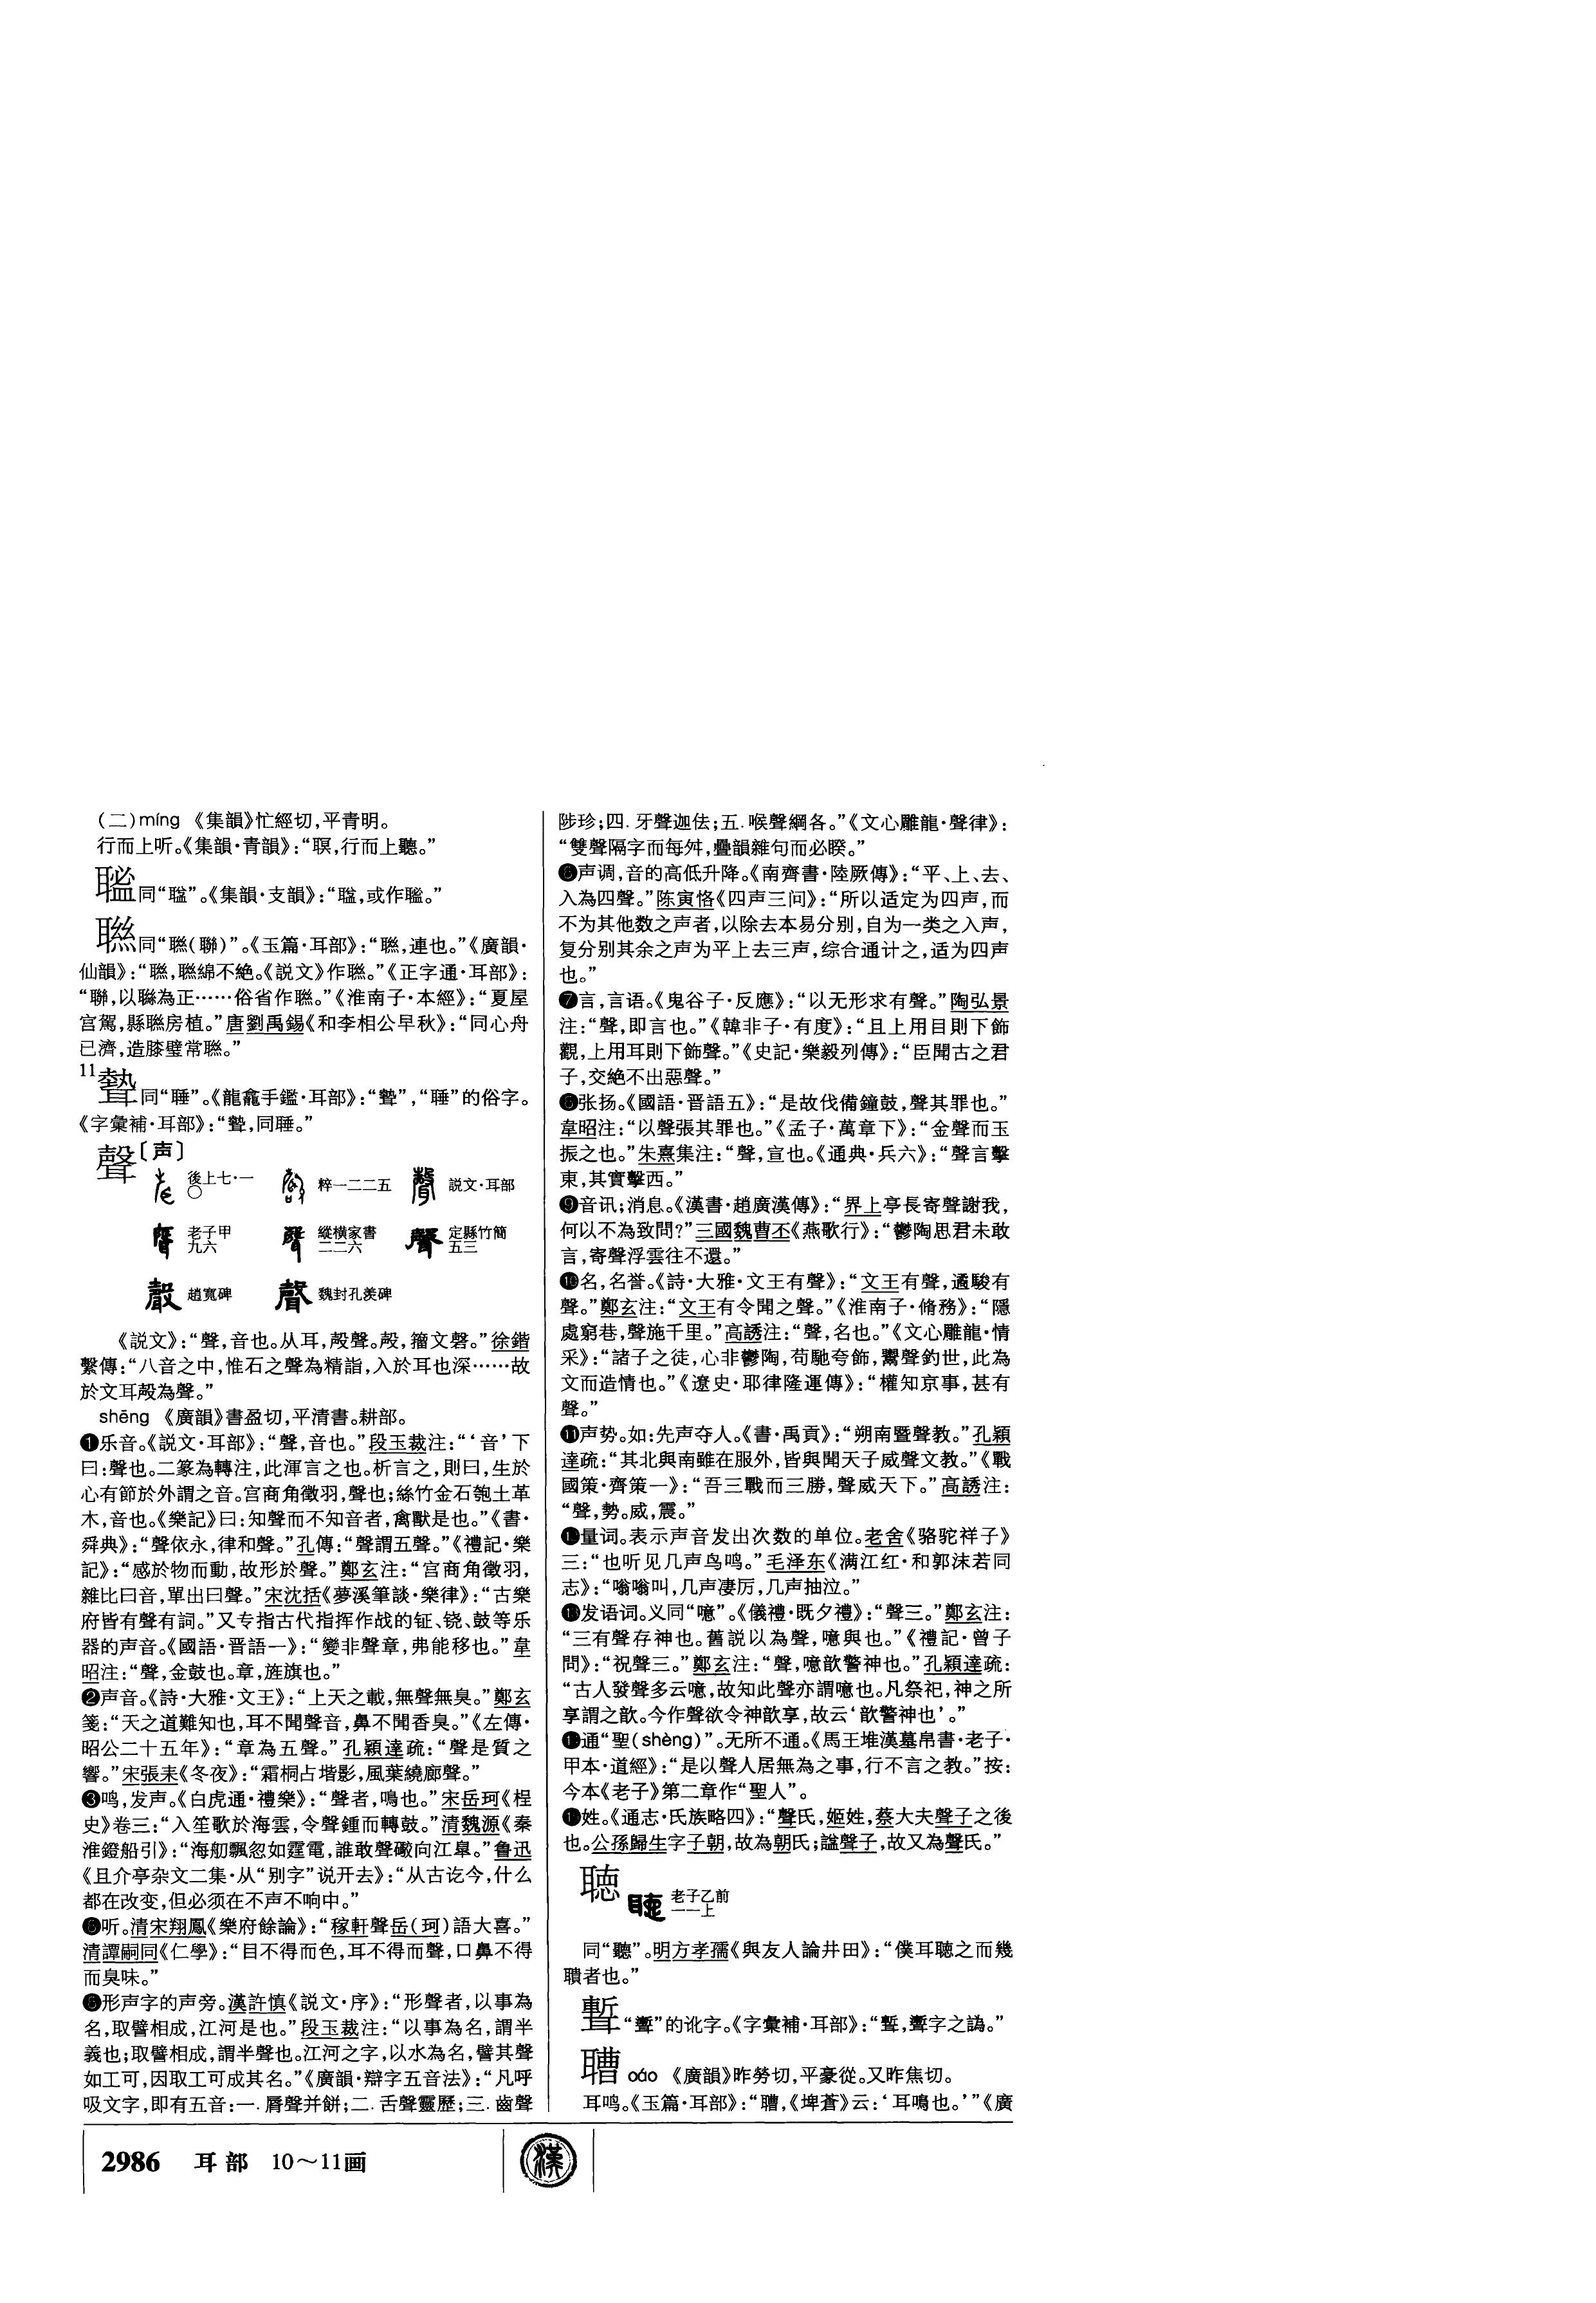 （二）míng 《集韻》忙經切，平青明。
行而上听。《集韻·青韻》：“聭，行而上聽。”
同“䏈”。《集韻·支韻》：
同“聮（聯）”。《玉篇·耳部》：“聮，連也。”《廣韻·
仙韻》：“聮，聮綿不絶。《説文》作聯。”《正字通·耳部》：
“聯，以聯為正……俗省作聮。”《淮南子·本經》：“夏屋
宫駕，縣聮房植。”唐劉禹錫《和李相公早秋》：“同心舟
已濟，造膝璧常聮。”
11
同“睡”。《龍龕手鑑·耳部》：“的俗字。
《字彙補·耳部》：
聲〔声〕
後上七·一〇 粹一二二五 説文·耳部
老子甲九六 縱横家書二二六 定縣竹簡五三
趙寬碑 魏封孔羨碑
《説文》：“聲，音也。从耳，殸聲。殸，籀文磬。”徐鍇
繫傳：“八音之中，惟石之聲為精詣，入於耳也深……故
於文耳殸為聲。”
shēng 《廣韻》書盈切，平清書。耕部。
❶乐音。《説文·耳部》：“聲，音也。”段玉裁注：“‘音’下
曰：聲也。二篆為轉注，此渾言之也。析言之，則曰，生於
心有節於外謂之音。宫商角徵羽，聲也；絲竹金石匏土革
木，音也。《樂記》曰：知聲而不知音者，禽獸是也。”《書·
舜典》：“聲依永，律和聲。”孔傳：“聲謂五聲。”《禮記·樂
記》：“感於物而動，故形於聲。”鄭玄注：“宫商角徵羽，
雜比曰音，單出曰聲。”宋沈括《夢溪筆談·樂律》：“古樂
府皆有聲有詞。”又专指古代指挥作战的钲、铙、鼓等乐
器的声音。《國語·晋語一》：“變非聲章，弗能移也。”韋
昭注：“聲，金鼓也。章，旌旗也。”
❷声音。《詩·大雅·文王》：“上天之載，無聲無臭。”鄭玄
箋：“天之道難知也，耳不聞聲音，鼻不聞香臭。”《左傳·
昭公二十五年》：“章為五聲。”孔穎達疏：“聲是質之
響。”宋張耒《冬夜》：“霜桐占堦影，風葉繞廊聲。”
❸鸣，发声。《白虎通·禮樂》：“聲者，鳴也。”宋岳珂《桯
史》卷三：“入笙歌於海雲，令聲鍾而轉鼓。”清魏源《秦
淮鐙船引》：“海舠飄忽如霆電，誰敢聲礮向江臯。”鲁迅
《且介亭杂文二集·从“别字”说开去》：“从古讫今，什么
都在改变，但必须在不声不响中。”
❹听。清宋翔鳳《樂府餘論》：“稼軒聲岳（珂）語大喜。”
清譚嗣同《仁學》：“目不得而色，耳不得而聲，口鼻不得
而臭味。”
❺形声字的声旁。漢許慎《説文·序》：“形聲者，以事為
名，取譬相成，江河是也。”段玉裁注：“以事為名，謂半
義也；取譬相成，謂半聲也。江河之字，以水為名，譬其聲
如工可，因取工可成其名。”《廣韻·辯字五音法》：“凡呼
吸文字，即有五音：一. 脣聲并餅；二. 舌聲靈歷；三. 齒聲
陟珍；四. 牙聲迦佉；五. 喉聲綱各。”《文心雕龍·聲律》：
“雙聲隔字而每舛，疊韻雜句而必睽。”
❻声调，音的高低升降。《南齊書·陸厥傳》：“平、上、去、
入為四聲。”陈寅恪《四声三问》：“所以适定为四声，而
不为其他数之声者，以除去本易分别，自为一类之入声，
复分别其余之声为平上去三声，综合通计之，适为四声
也。”
❼言，言语。《鬼谷子·反應》：“以无形求有聲。”陶弘景
注：“聲，即言也。”《韓非子·有度》：“且上用目則下飾
觀，上用耳則下飾聲。”《史記·樂毅列傳》：“臣聞古之君
子，交絶不出惡聲。”
❽张扬。《國語·晋語五》：“是故伐備鐘鼓，聲其罪也。”
韋昭注：“以聲張其罪也。”《孟子·萬章下》：“金聲而玉
振之也。”朱熹集注：“聲，宣也。《通典·兵六》：“聲言擊
東，其實擊西。”
❾音讯；消息。《漢書·趙廣漢傳》：“界上亭長寄聲謝我，
何以不為致問？”三國魏曹丕《燕歌行》：“鬱陶思君未敢
言，寄聲浮雲往不還。”
❿名，名誉。《詩·大雅·文王有聲》：“文王有聲，遹駿有
聲。”鄭玄注：“文王有令聞之聲。”《淮南子·脩務》：“隱
處窮巷，聲施千里。”高誘注：“聲，名也。”《文心雕龍·情
采》：“諸子之徒，心非鬱陶，苟馳夸飾，鬻聲釣世，此為
文而造情也。”《遼史·耶律隆運傳》：“權知京事，甚有
聲。”
⓫声势。如：先声夺人。《書·禹貢》：“朔南暨聲教。”孔穎
達疏：“其北與南雖在服外，皆與聞天子威聲文教。”《戰
國策·齊策一》：“吾三戰而三勝，聲威天下。”高誘注：
“聲，勢。威，震。”
⓬量词。表示声音发出次数的单位。老舍《骆驼祥子》
三：“也听见几声鸟鸣。”毛泽东《满江红·和郭沫若同
志》：“嗡嗡叫，几声凄厉，几声抽泣。”
⓭发语词。义同“噫”。《儀禮·既夕禮》：“聲三。”鄭玄注：
“三有聲存神也。舊説以為聲，噫與也。”《禮記·曾子
問》：“祝聲三。”鄭玄注：“聲，噫歆警神也。”孔穎達疏：
“古人發聲多云噫，故知此聲亦謂噫也。凡祭祀，神之所
享謂之歆。今作聲欲令神歆享，故云‘歆警神也’。”
⓮通“聖（shèng）”。无所不通。《馬王堆漢墓帛書·老子·
甲本·道經》：“是以聲人居無為之事，行不言之教。”按：
今本《老子》第二章作“聖人”。
⓯姓。《通志·氏族略四》：“聲氏，姬姓，蔡大夫聲子之後
也。公孫歸生字子朝，故為朝氏；諡聲子，故又為聲氏。”
聴 老子乙前一一上
同“聽”。明方孝孺《與友人論井田》：“僕耳聴之而幾
聵者也。”
的讹字。《字彙補·耳部》：
聻字之譌。”
聹 cáo 《廣韻》昨勞切，平豪從。又昨焦切。
耳鸣。《玉篇·耳部》：“《埤蒼》云：‘耳鳴也。’”《廣
2986 耳部 10～11画
漢